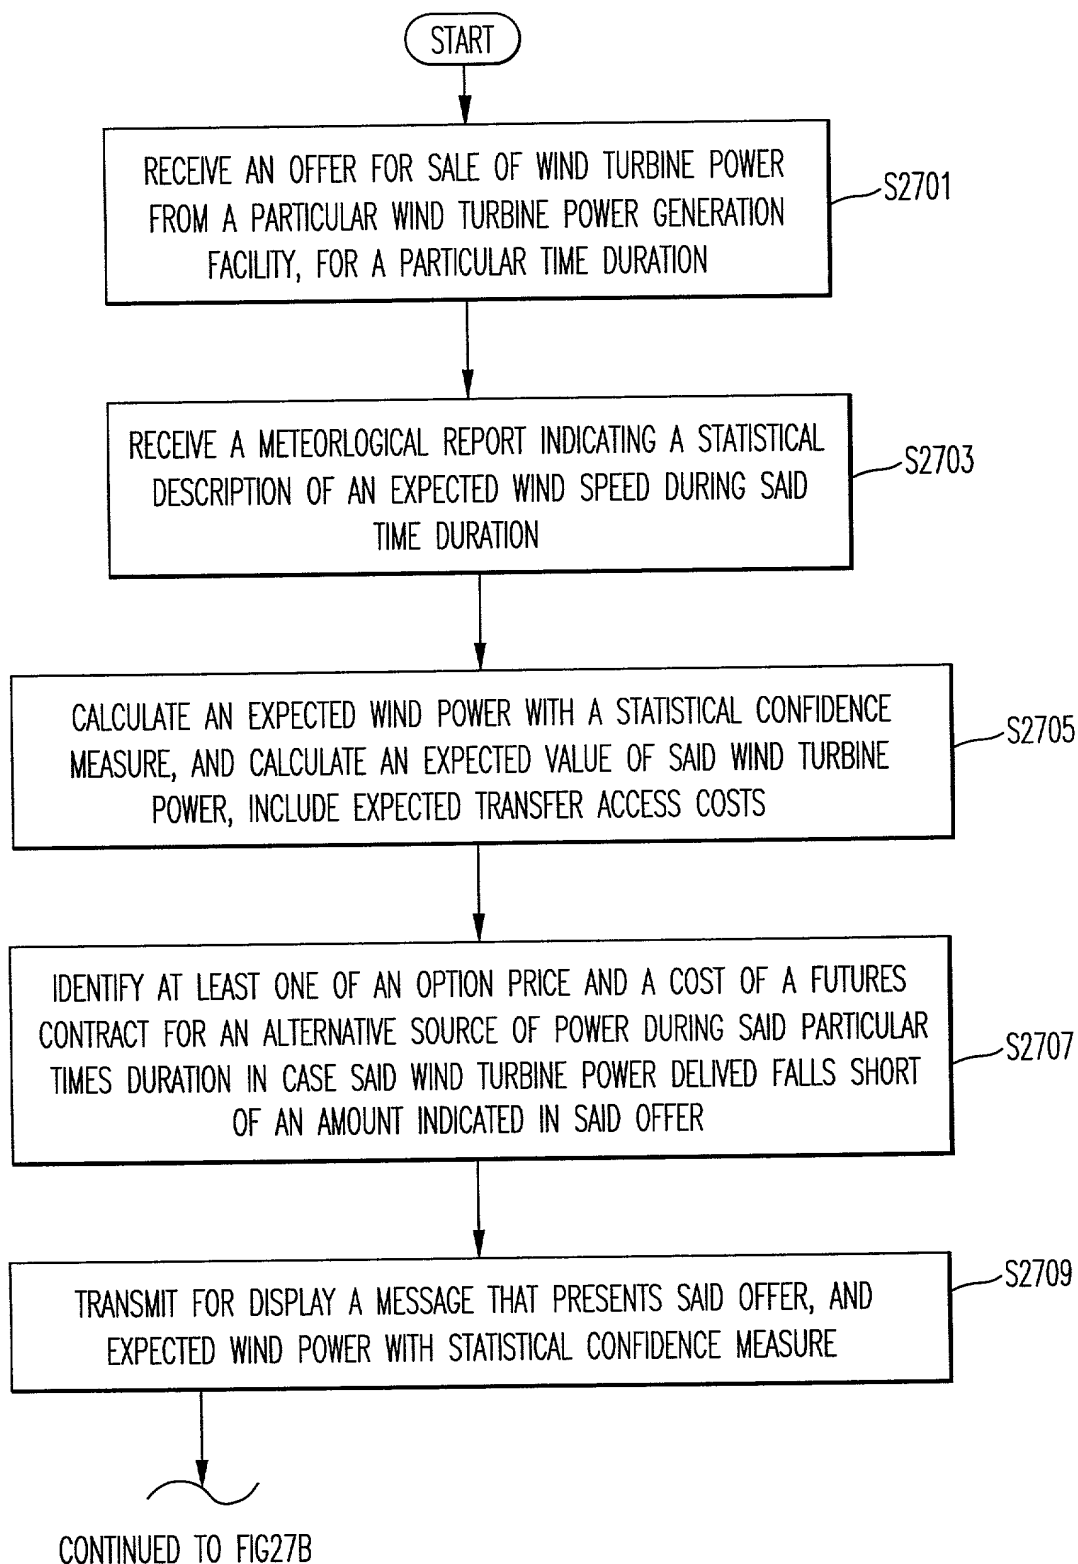 START
RECEIVE AN OFFER FOR SALE OF WIND TURBINE POWER
FROM A PARTICULAR WIND TURBINE POWER GENERATION
FACILITY, FOR A PARTICULAR TIME DURATION
S2701
RECEIVE A METEORLOGICAL REPORT INDICATING A STATISTICAL
DESCRIPTION OF AN EXPECTED WIND SPEED DURING SAID
TIME DURATION
S2703
CALCULATE AN EXPECTED WIND POWER WITH A STATISTICAL CONFIDENCE
MEASURE, AND CALCULATE AN EXPECTED VALUE OF SAID WIND TURBINE
POWER, INCLUDE EXPECTED TRANSFER ACCESS COSTS
S2705
IDENTIFY AT LEAST ONE OF AN OPTION PRICE AND A COST OF A FUTURES
CONTRACT FOR AN ALTERNATIVE SOURCE OF POWER DURING SAID PARTICULAR
TIMES DURATION IN CASE SAID WIND TURBINE POWER DELIVED FALLS SHORT
OF AN AMOUNT INDICATED IN SAID OFFER
S2707
TRANSMIT FOR DISPLAY A MESSAGE THAT PRESENTS SAID OFFER, AND
EXPECTED WIND POWER WITH STATISTICAL CONFIDENCE MEASURE
S2709
CONTINUED TO FIG27B